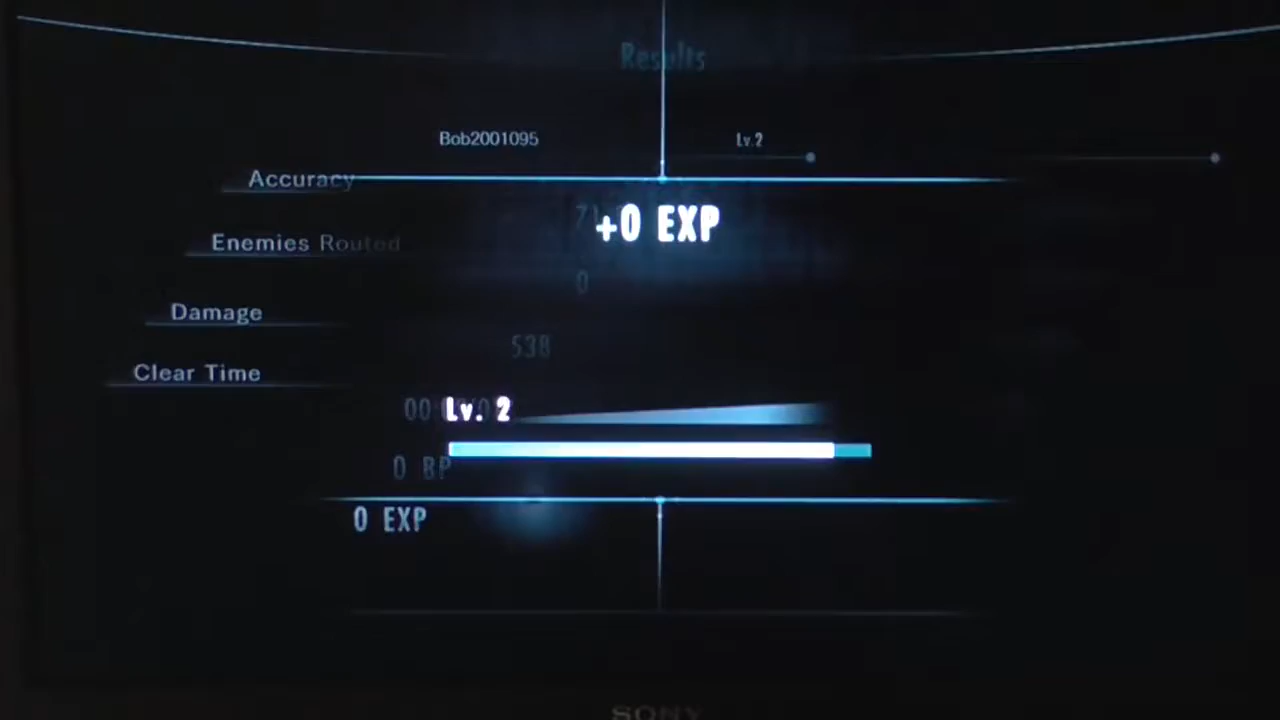 Results
Bob2001095 Lv.2
Accuracy
+0 EXP
Enemies Routed
0
Damage
538
Clear Time
Lv. 2
0 BP
0 EXP
SONY